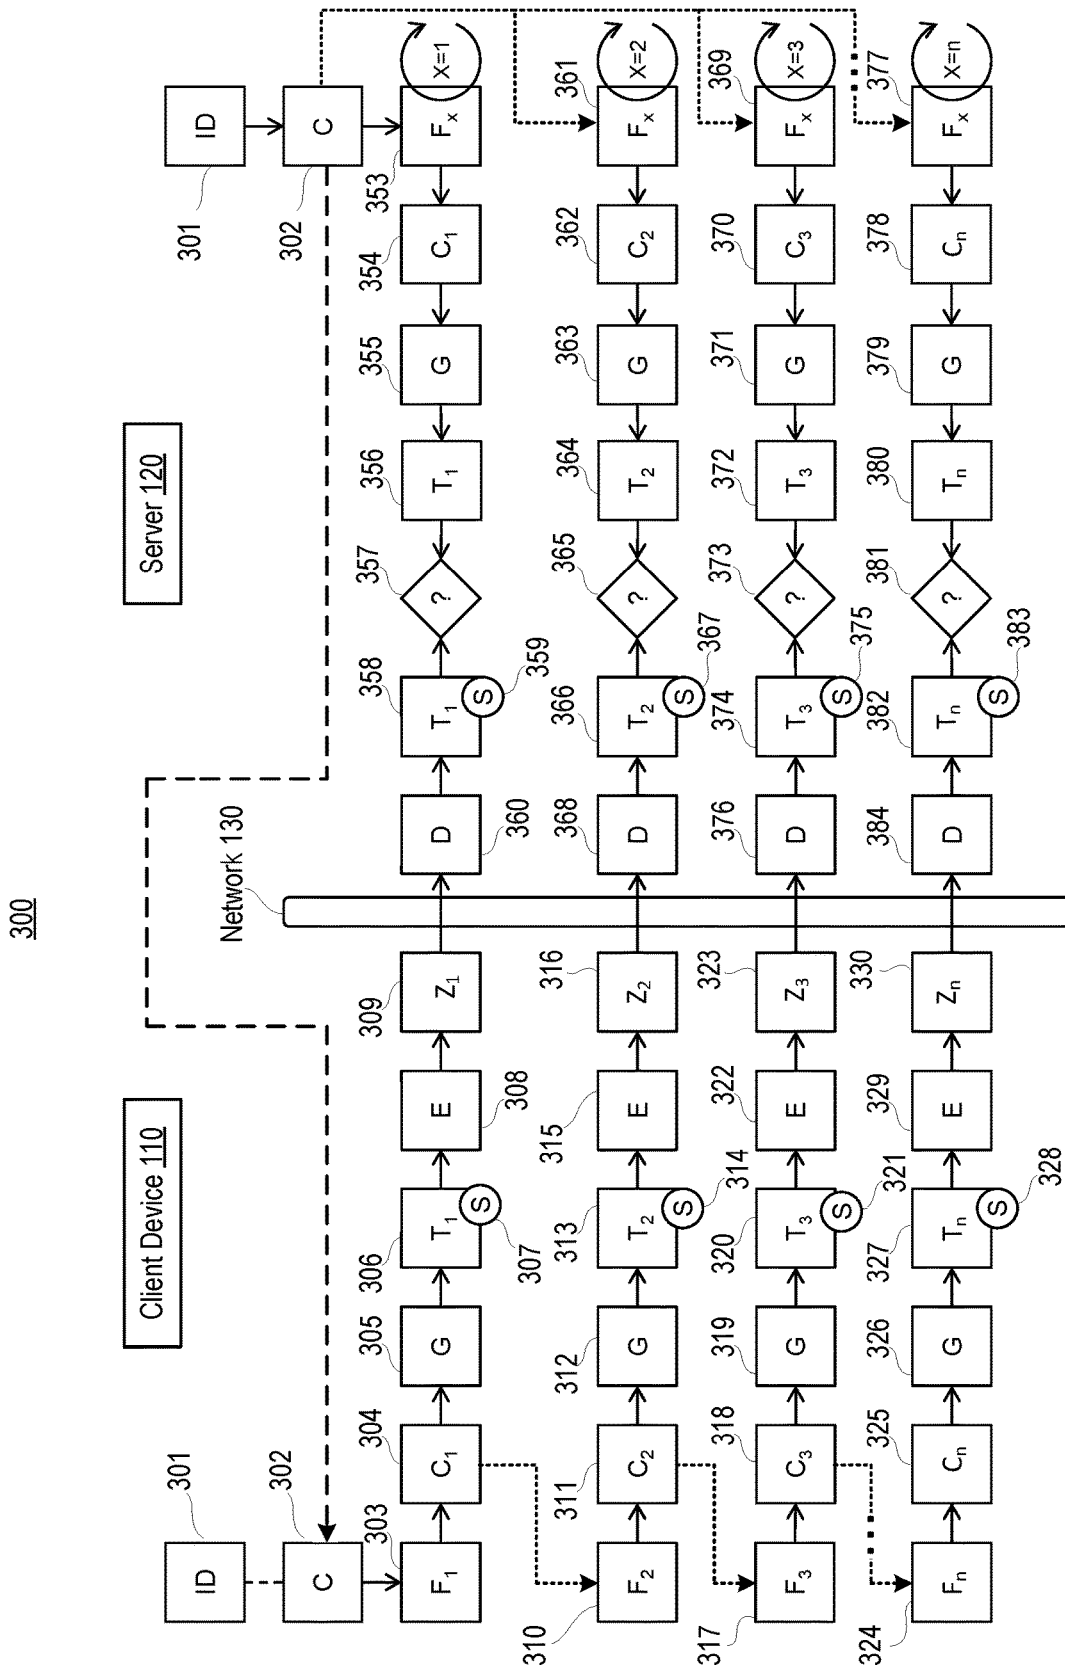 300
Client Device 110
Server 120
301
ID
Network 130
301
ID
302
C
302
C
303
304
305
306
309
358
357
356
355
354
353
F₁
C₁
G
T₁
E
Z₁
D
T₁
?
T₁
G
C₁
Fₓ
X=1
S
S
307
308
360
359
310
311
312
313
315
316
368
366
365
364
363
362
361
F₂
C₂
G
T₂
E
Z₂
D
T₂
?
T₂
G
C₂
Fₓ
X=2
S
314
S
367
317
318
319
320
322
323
376
374
373
372
371
370
369
F₃
C₃
G
T₃
E
Z₃
D
T₃
?
T₃
G
C₃
Fₓ
X=3
S
321
S
375
324
325
326
327
329
330
384
382
381
380
379
378
377
Fₙ
Cₙ
G
Tₙ
E
Zₙ
D
Tₙ
?
Tₙ
G
Cₙ
Fₓ
X=n
S
328
S
383